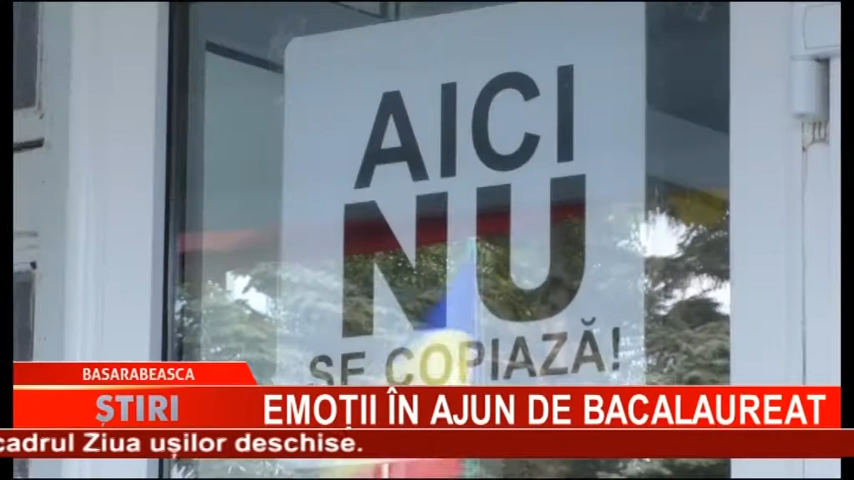 AICI
NU
SE COPIAZĂ!
BASARABEASCA
ȘTIRI
EMOȚII ÎN AJUN DE BACALAUREAT
cadrul Ziua ușilor deschise.